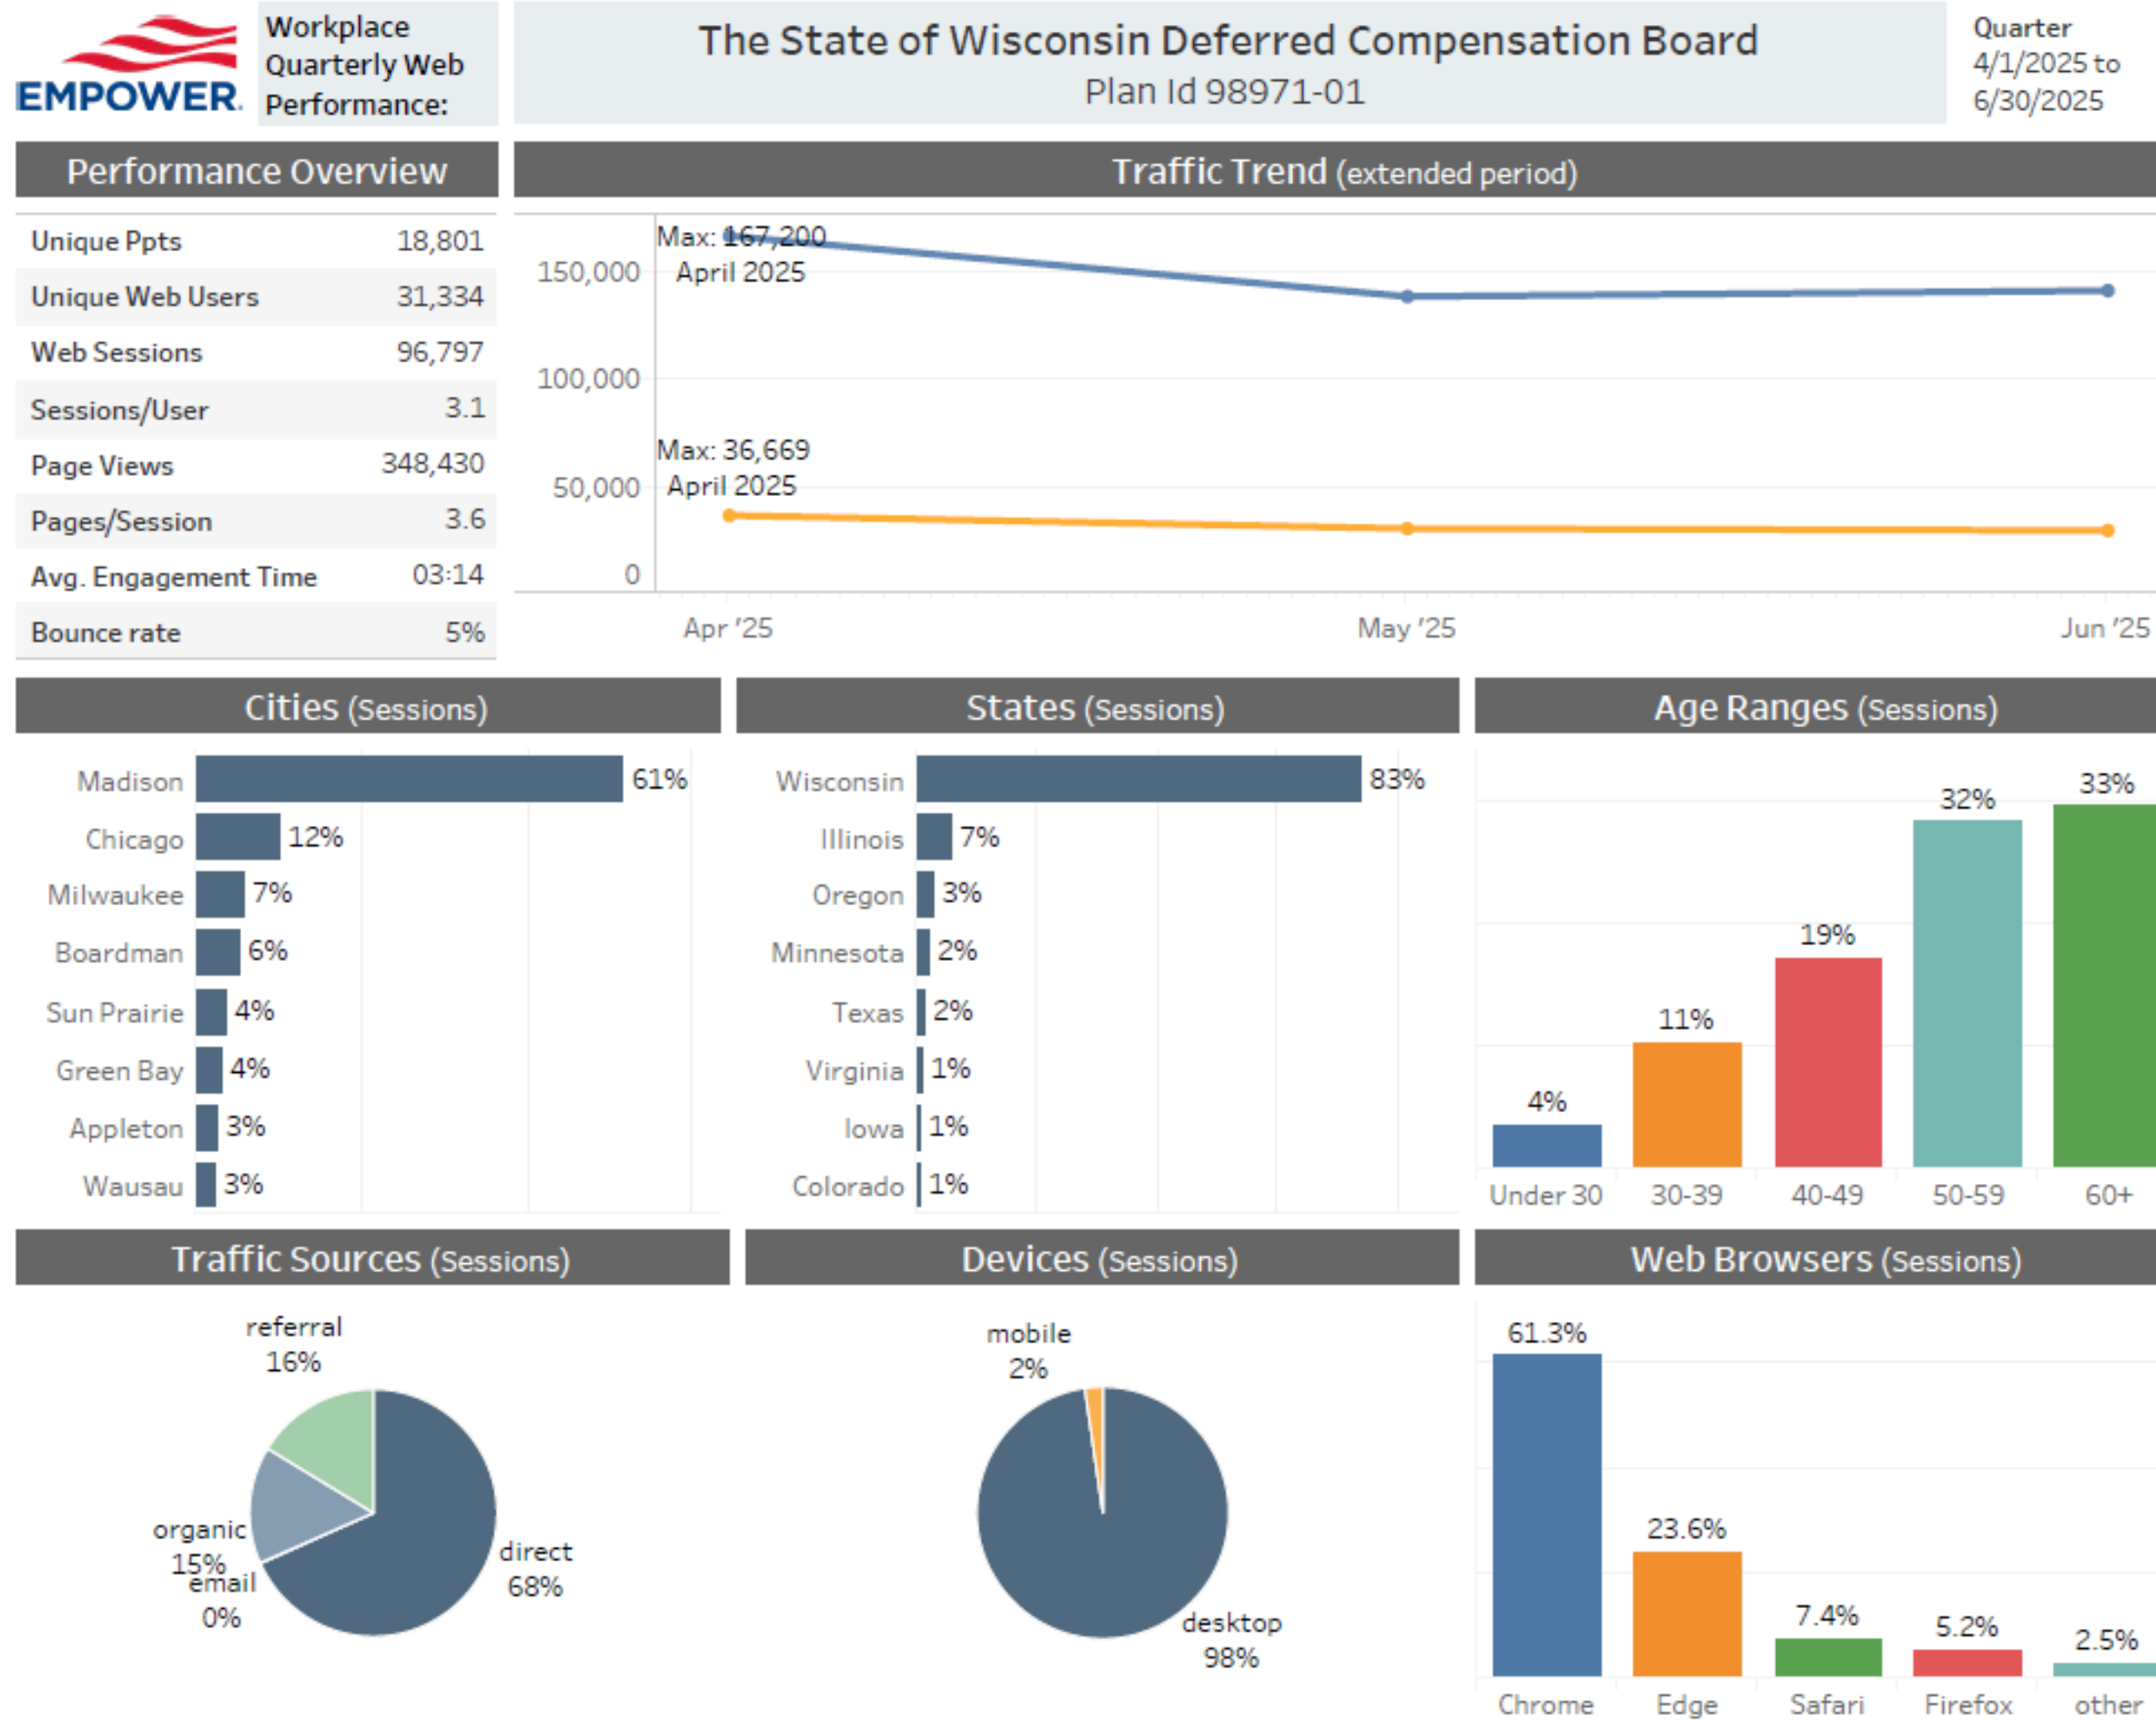 EMPOWER.
Workplace
Quarterly Web
Performance:
The State of Wisconsin Deferred Compensation Board
Plan Id 98971-01
Quarter
4/1/2025 to
6/30/2025
Performance Overview
Unique Ppts 18,801
Unique Web Users 31,334
Web Sessions 96,797
Sessions/User 3.1
Page Views 348,430
Pages/Session 3.6
Avg. Engagement Time 03:14
Bounce rate 5%
Traffic Trend (extended period)
Max: 167,200
April 2025
150,000
100,000
Max: 36,669
April 2025
50,000
0
Apr '25 May '25 Jun '25
Cities (Sessions)
Madison 61%
Chicago 12%
Milwaukee 7%
Boardman 6%
Sun Prairie 4%
Green Bay 4%
Appleton 3%
Wausau 3%
States (Sessions)
Wisconsin 83%
Illinois 7%
Oregon 3%
Minnesota 2%
Texas 2%
Virginia 1%
Iowa 1%
Colorado 1%
Age Ranges (Sessions)
4% 11% 19% 32% 33%
Under 30 30-39 40-49 50-59 60+
Traffic Sources (Sessions)
referral
16%
organic
15%
email
0%
direct
68%
Devices (Sessions)
mobile
2%
desktop
98%
Web Browsers (Sessions)
61.3% 23.6% 7.4% 5.2% 2.5%
Chrome Edge Safari Firefox other